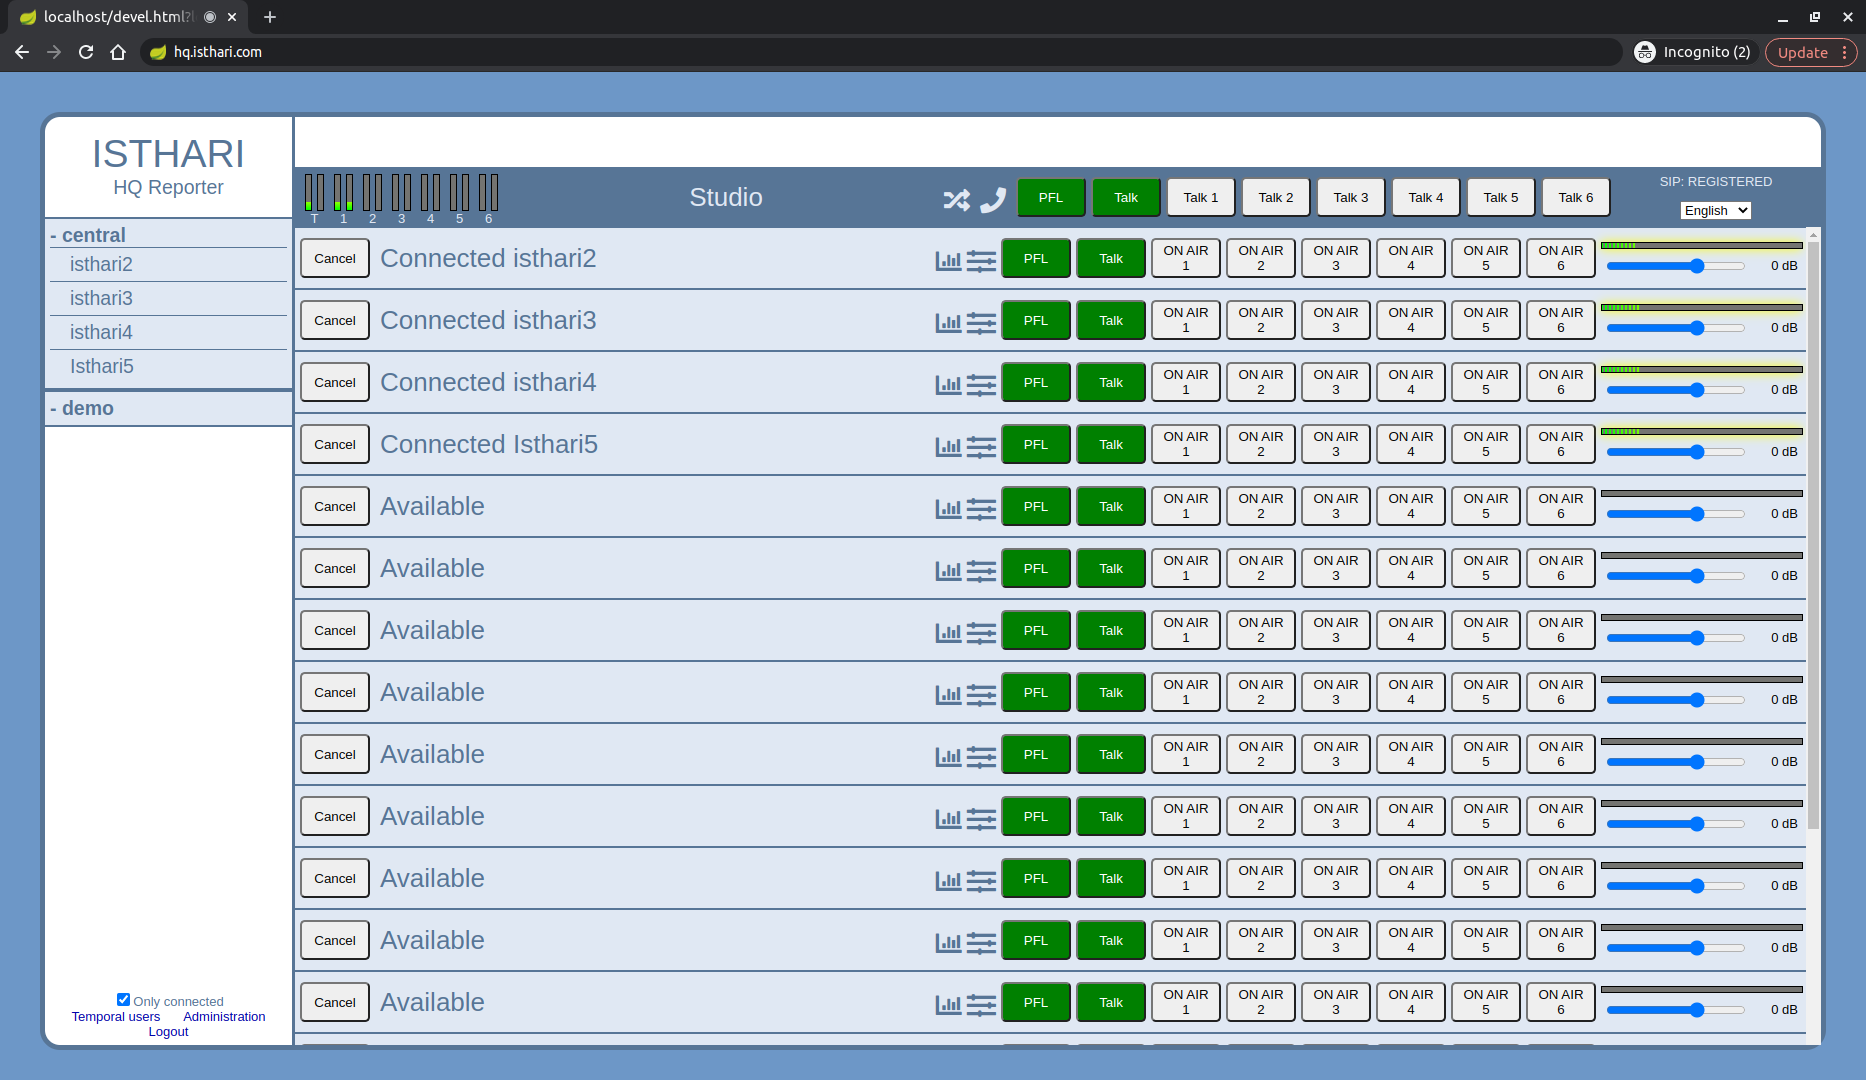 localhost/devel.html?
hq.isthari.com
Incognito (2)
Update
ISTHARI
HQ Reporter
- central
isthari2
isthari3
isthari4
Isthari5
- demo
Only connected
Temporal users Administration
Logout
T 1 2 3 4 5 6
Studio
PFL Talk Talk 1 Talk 2 Talk 3 Talk 4 Talk 5 Talk 6
SIP: REGISTERED
English
Cancel Connected isthari2 PFL Talk ON AIR 1 ON AIR 2 ON AIR 3 ON AIR 4 ON AIR 5 ON AIR 6 0 dB
Cancel Connected isthari3 PFL Talk ON AIR 1 ON AIR 2 ON AIR 3 ON AIR 4 ON AIR 5 ON AIR 6 0 dB
Cancel Connected isthari4 PFL Talk ON AIR 1 ON AIR 2 ON AIR 3 ON AIR 4 ON AIR 5 ON AIR 6 0 dB
Cancel Connected Isthari5 PFL Talk ON AIR 1 ON AIR 2 ON AIR 3 ON AIR 4 ON AIR 5 ON AIR 6 0 dB
Cancel Available PFL Talk ON AIR 1 ON AIR 2 ON AIR 3 ON AIR 4 ON AIR 5 ON AIR 6 0 dB
Cancel Available PFL Talk ON AIR 1 ON AIR 2 ON AIR 3 ON AIR 4 ON AIR 5 ON AIR 6 0 dB
Cancel Available PFL Talk ON AIR 1 ON AIR 2 ON AIR 3 ON AIR 4 ON AIR 5 ON AIR 6 0 dB
Cancel Available PFL Talk ON AIR 1 ON AIR 2 ON AIR 3 ON AIR 4 ON AIR 5 ON AIR 6 0 dB
Cancel Available PFL Talk ON AIR 1 ON AIR 2 ON AIR 3 ON AIR 4 ON AIR 5 ON AIR 6 0 dB
Cancel Available PFL Talk ON AIR 1 ON AIR 2 ON AIR 3 ON AIR 4 ON AIR 5 ON AIR 6 0 dB
Cancel Available PFL Talk ON AIR 1 ON AIR 2 ON AIR 3 ON AIR 4 ON AIR 5 ON AIR 6 0 dB
Cancel Available PFL Talk ON AIR 1 ON AIR 2 ON AIR 3 ON AIR 4 ON AIR 5 ON AIR 6 0 dB
Cancel Available PFL Talk ON AIR 1 ON AIR 2 ON AIR 3 ON AIR 4 ON AIR 5 ON AIR 6 0 dB